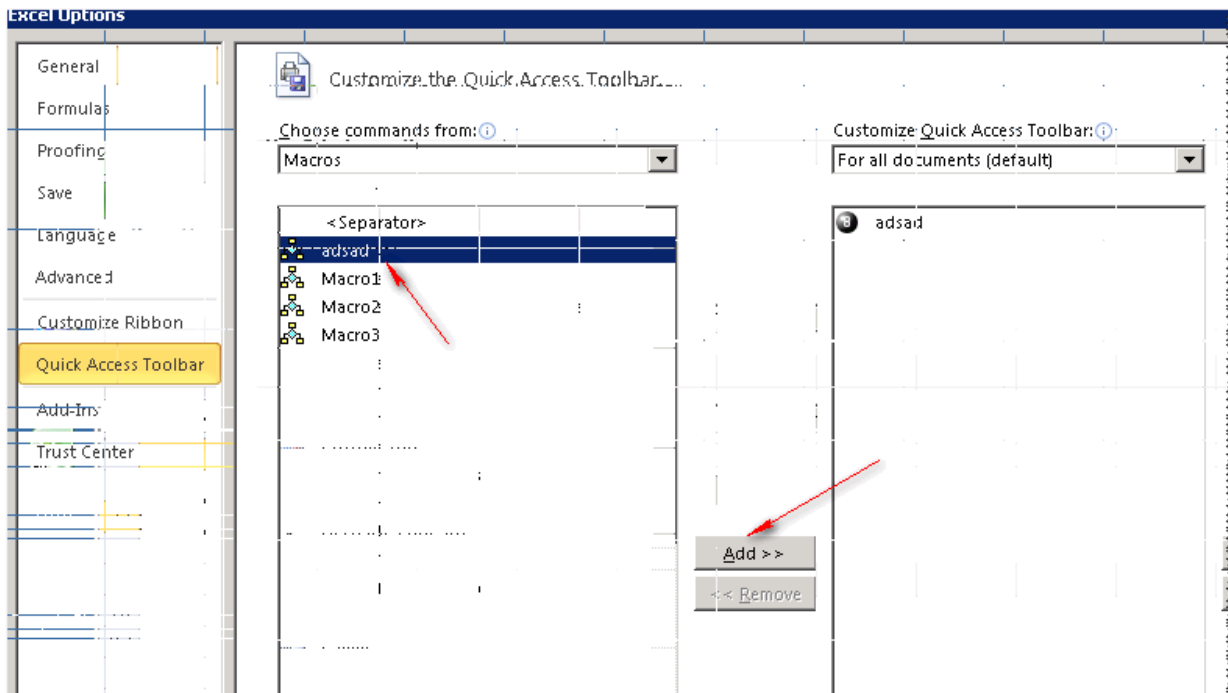 Excel Options
General
Formulas
Proofing
Save
Language
Advanced
Customize Ribbon
Quick Access Toolbar
Add-Ins
Trust Center
Customize the Quick Access Toolbar.
Choose commands from:
Macros
<Separator>
adsad
Macro1
Macro2
Macro3
Add >>
<< Remove
Customize Quick Access Toolbar:
For all documents (default)
adsad